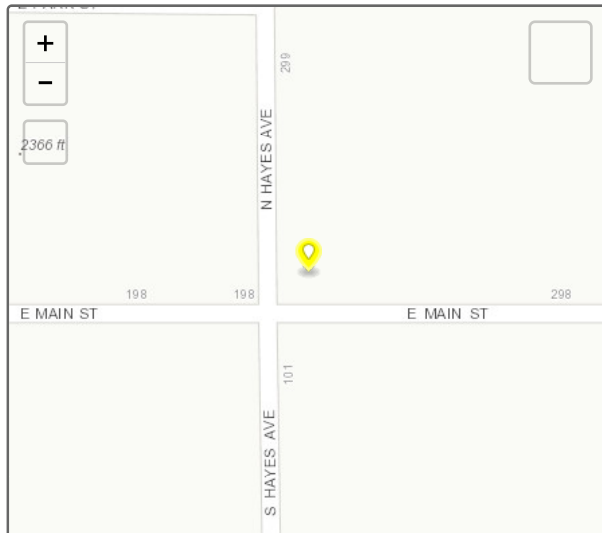 +
−
2366 ft
299
N HAYES AVE
198
198
298
E MAIN ST
E MAIN ST
101
S HAYES AVE